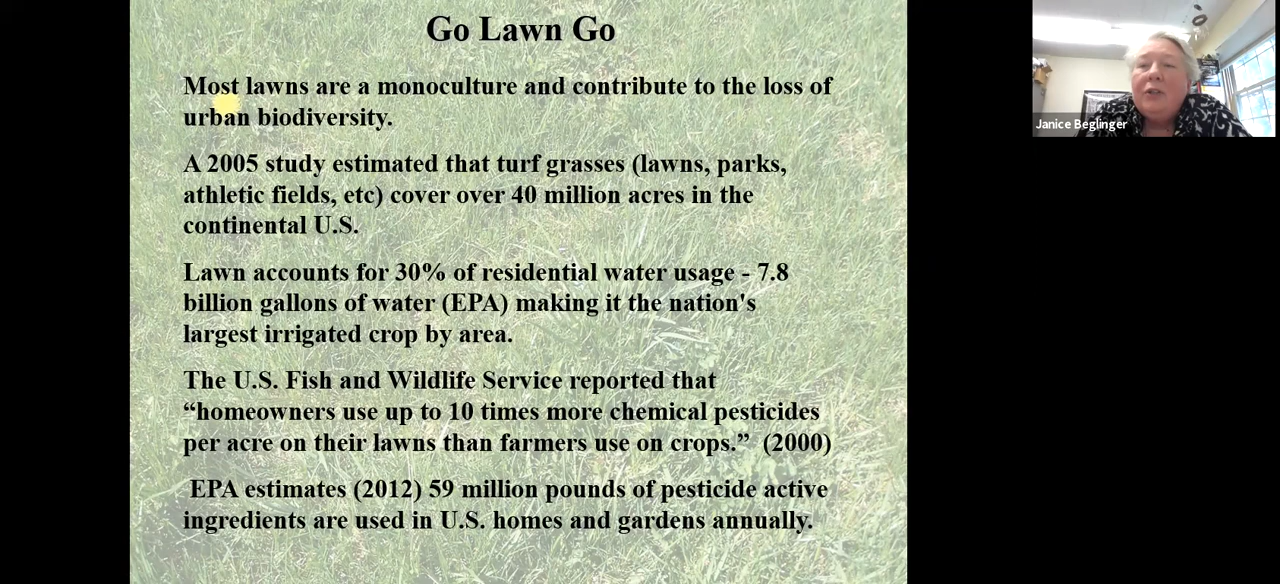 Go Lawn Go
Most lawns are a monoculture and contribute to the loss of
urban biodiversity.
A 2005 study estimated that turf grasses (lawns, parks,
athletic fields, etc) cover over 40 million acres in the
continental U.S.
Lawn accounts for 30% of residential water usage - 7.8
billion gallons of water (EPA) making it the nation's
largest irrigated crop by area.
The U.S. Fish and Wildlife Service reported that
“homeowners use up to 10 times more chemical pesticides
per acre on their lawns than farmers use on crops.” (2000)
EPA estimates (2012) 59 million pounds of pesticide active
ingredients are used in U.S. homes and gardens annually.
Janice Beglinger